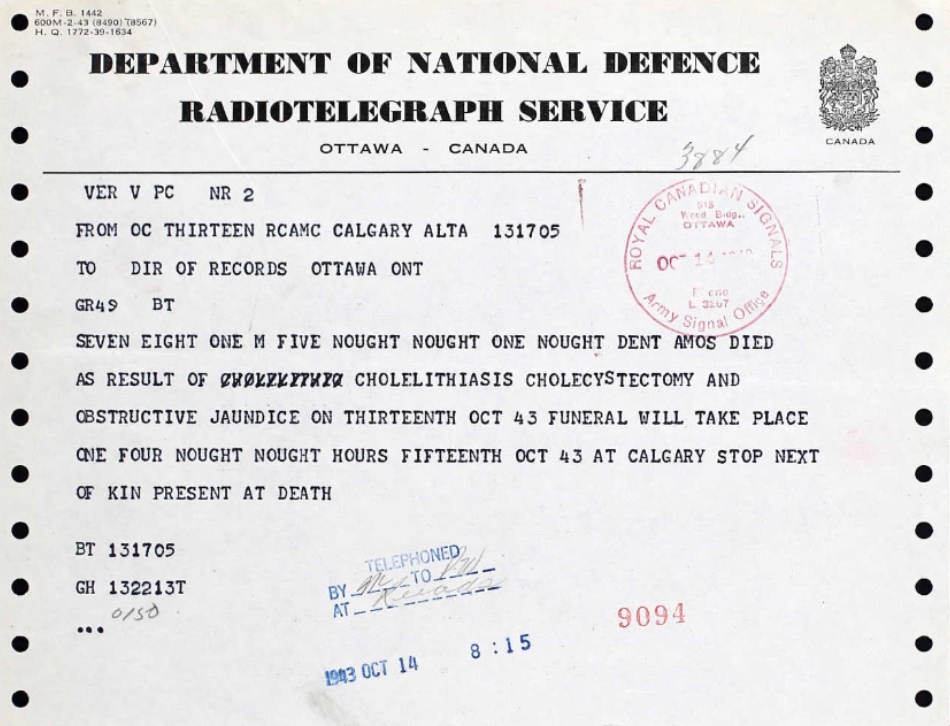 M. F. B. 1442
600M-2-43 (8490) (8567)
H. Q. 1772-39-1634
DEPARTMENT OF NATIONAL DEFENCE
RADIOTELEGRAPH SERVICE
OTTAWA - CANADA
CANADA
3884
VER V PC NR 2
FROM OC THIRTEEN RCAMC CALGARY ALTA 131705
TO DIR OF RECORDS OTTAWA ONT
GR49 BT
ROYAL CANADIAN SIGNALS
Bldg.
OTTAWA
OCT 14
L 3267
Army Signal Office
SEVEN EIGHT ONE M FIVE NOUGHT NOUGHT ONE NOUGHT DENT AMOS DIED
AS RESULT OF CHOLELITHIASIS CHOLECYSTECTOMY AND
OBSTRUCTIVE JAUNDICE ON THIRTEENTH OCT 43 FUNERAL WILL TAKE PLACE
ONE FOUR NOUGHT NOUGHT HOURS FIFTEENTH OCT 43 AT CALGARY STOP NEXT
OF KIN PRESENT AT DEATH
BT 131705
GH 132213T
0150
...
TELEPHONED
BY TO
AT
9094
1943 OCT 14 8:15